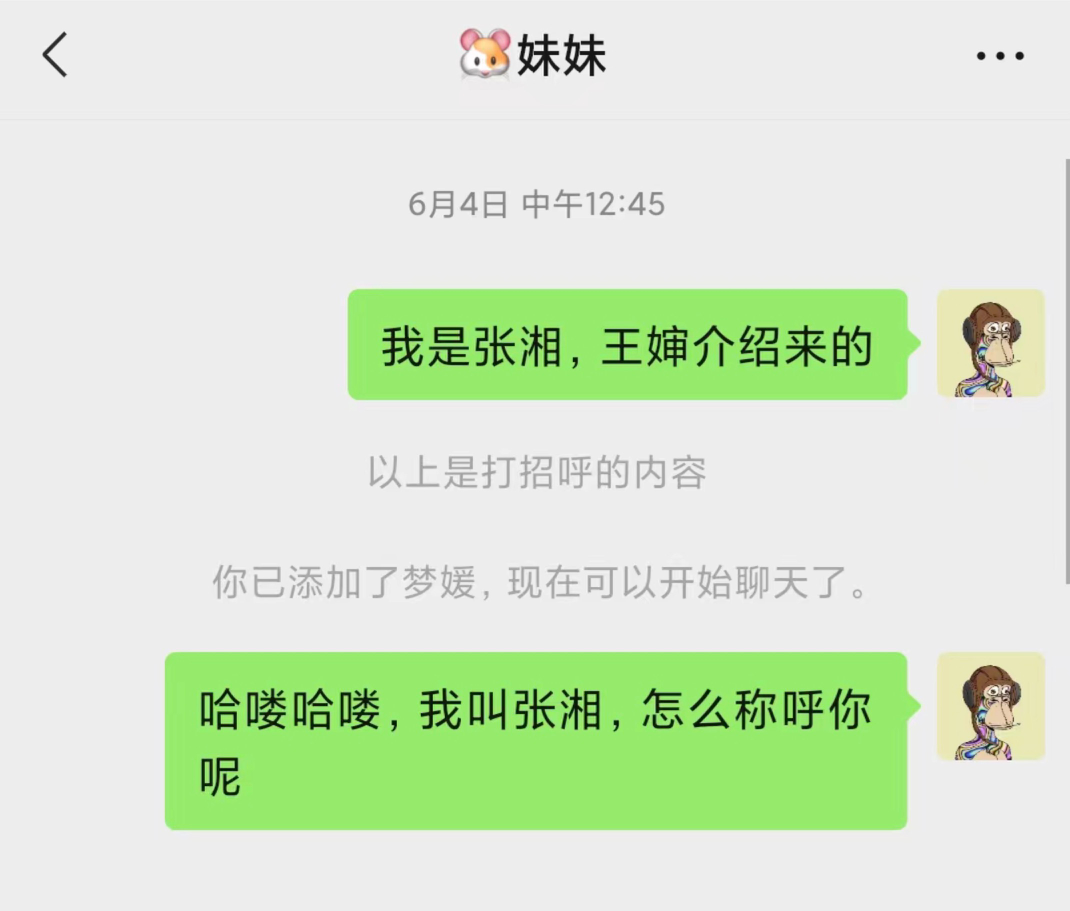 🐹妹妹
6月4日 中午12:45
我是张湘，王婶介绍来的
以上是打招呼的内容
你已添加了梦媛，现在可以开始聊天了。
哈喽哈喽，我叫张湘，怎么称呼你
呢